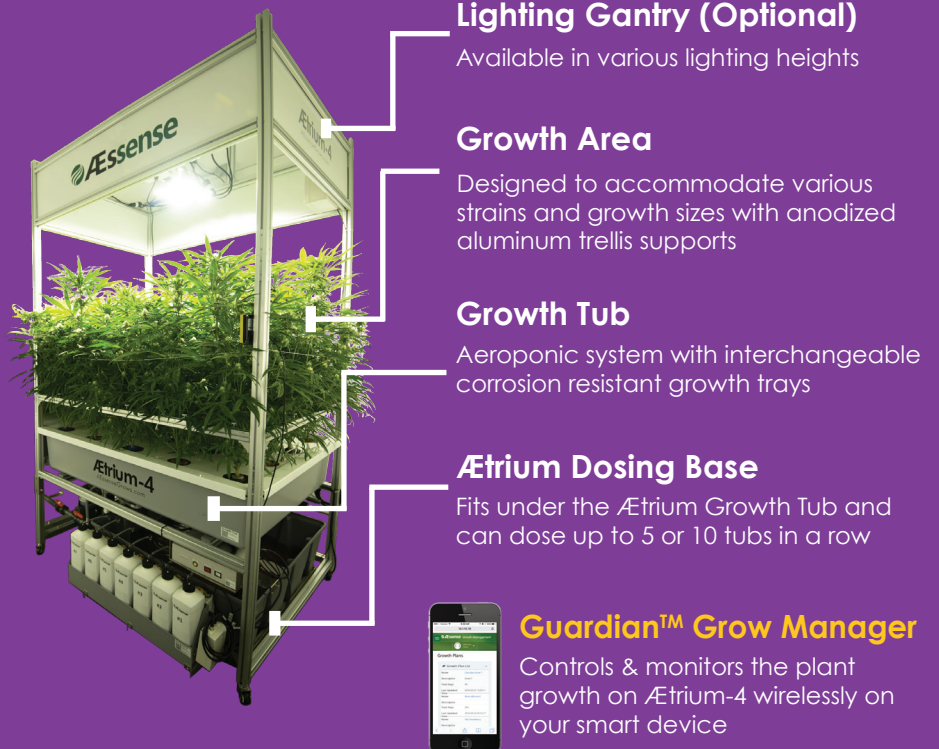 Lighting Gantry (Optional)
Available in various lighting heights
ÆEssense
Ætrium-4
Growth Area
Designed to accommodate various
strains and growth sizes with anodized
aluminum trellis supports
Growth Tub
Aeroponic system with interchangeable
corrosion resistant growth trays
Ætrium-4
AEssenseGrows.com
Ætrium Dosing Base
Fits under the Ætrium Growth Tub and
can dose up to 5 or 10 tubs in a row
Guardian™ Grow Manager
Controls & monitors the plant
growth on Ætrium-4 wirelessly on
your smart device
Growth Plans